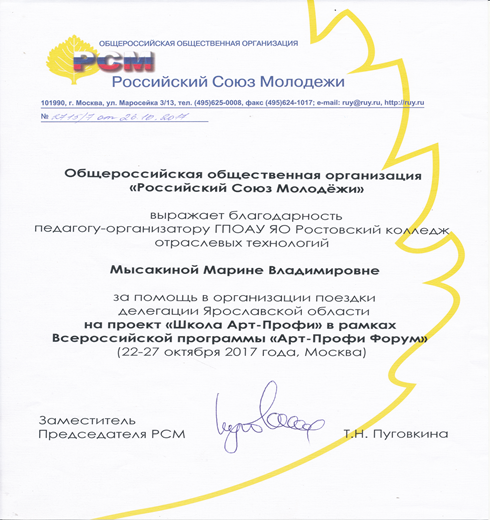 ОБЩЕРОССИЙСКАЯ ОБЩЕСТВЕННАЯ ОРГАНИЗАЦИЯ
РСМ
Российский Союз Молодежи
101990, г. Москва, ул. Маросейка 3/13, тел. (495)625-0008, факс (495)624-1017; e-mail: ruy@ruy.ru, http://ruy.ru
№ 2715/7 от 26.10.2017
Общероссийская общественная организация
«Российский Союз Молодёжи»
выражает благодарность
педагогу-организатору ГПОАУ ЯО Ростовский колледж
отраслевых технологий
Мысакиной Марине Владимировне
за помощь в организации поездки
делегации Ярославской области
на проект «Школа Арт-Профи» в рамках
Всероссийской программы «Арт-Профи Форум»
(22-27 октября 2017 года, Москва)
Заместитель
Председателя РСМ
Т.Н. Пуговкина